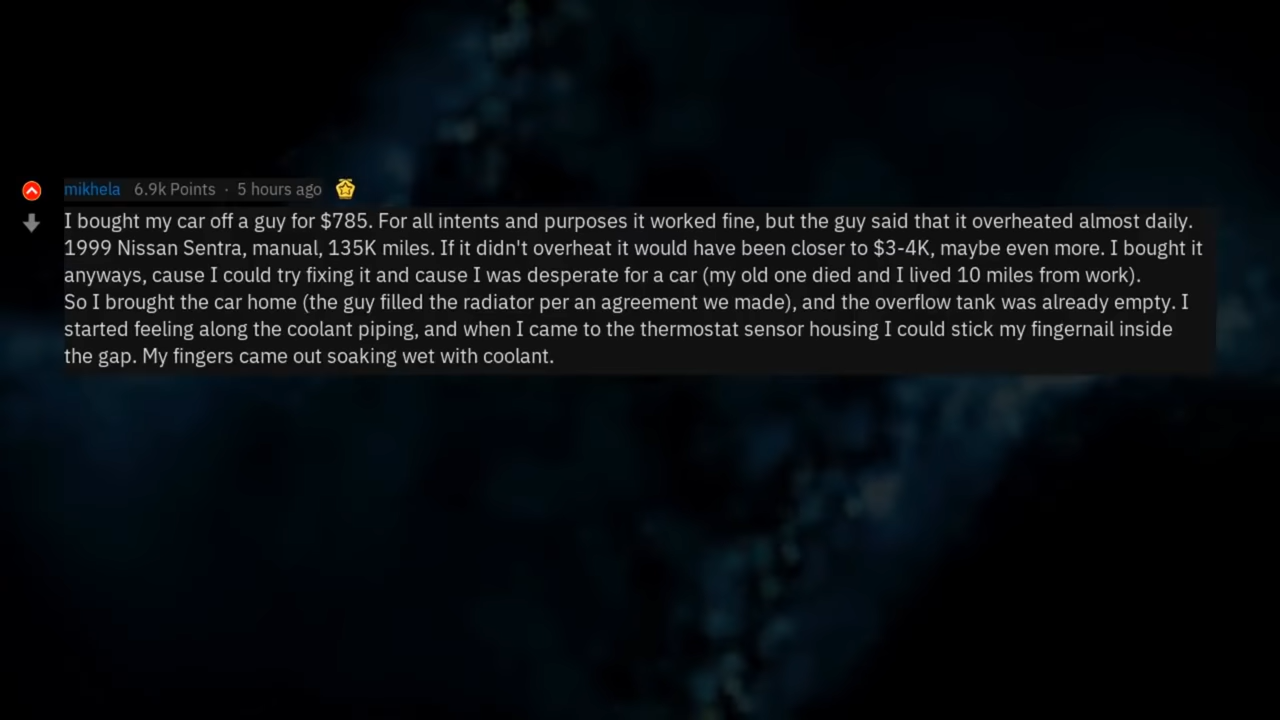 mikhela 6.9k Points · 5 hours ago
I bought my car off a guy for $785. For all intents and purposes it worked fine, but the guy said that it overheated almost daily.
1999 Nissan Sentra, manual, 135K miles. If it didn't overheat it would have been closer to $3-4K, maybe even more. I bought it
anyways, cause I could try fixing it and cause I was desperate for a car (my old one died and I lived 10 miles from work).
So I brought the car home (the guy filled the radiator per an agreement we made), and the overflow tank was already empty. I
started feeling along the coolant piping, and when I came to the thermostat sensor housing I could stick my fingernail inside
the gap. My fingers came out soaking wet with coolant.